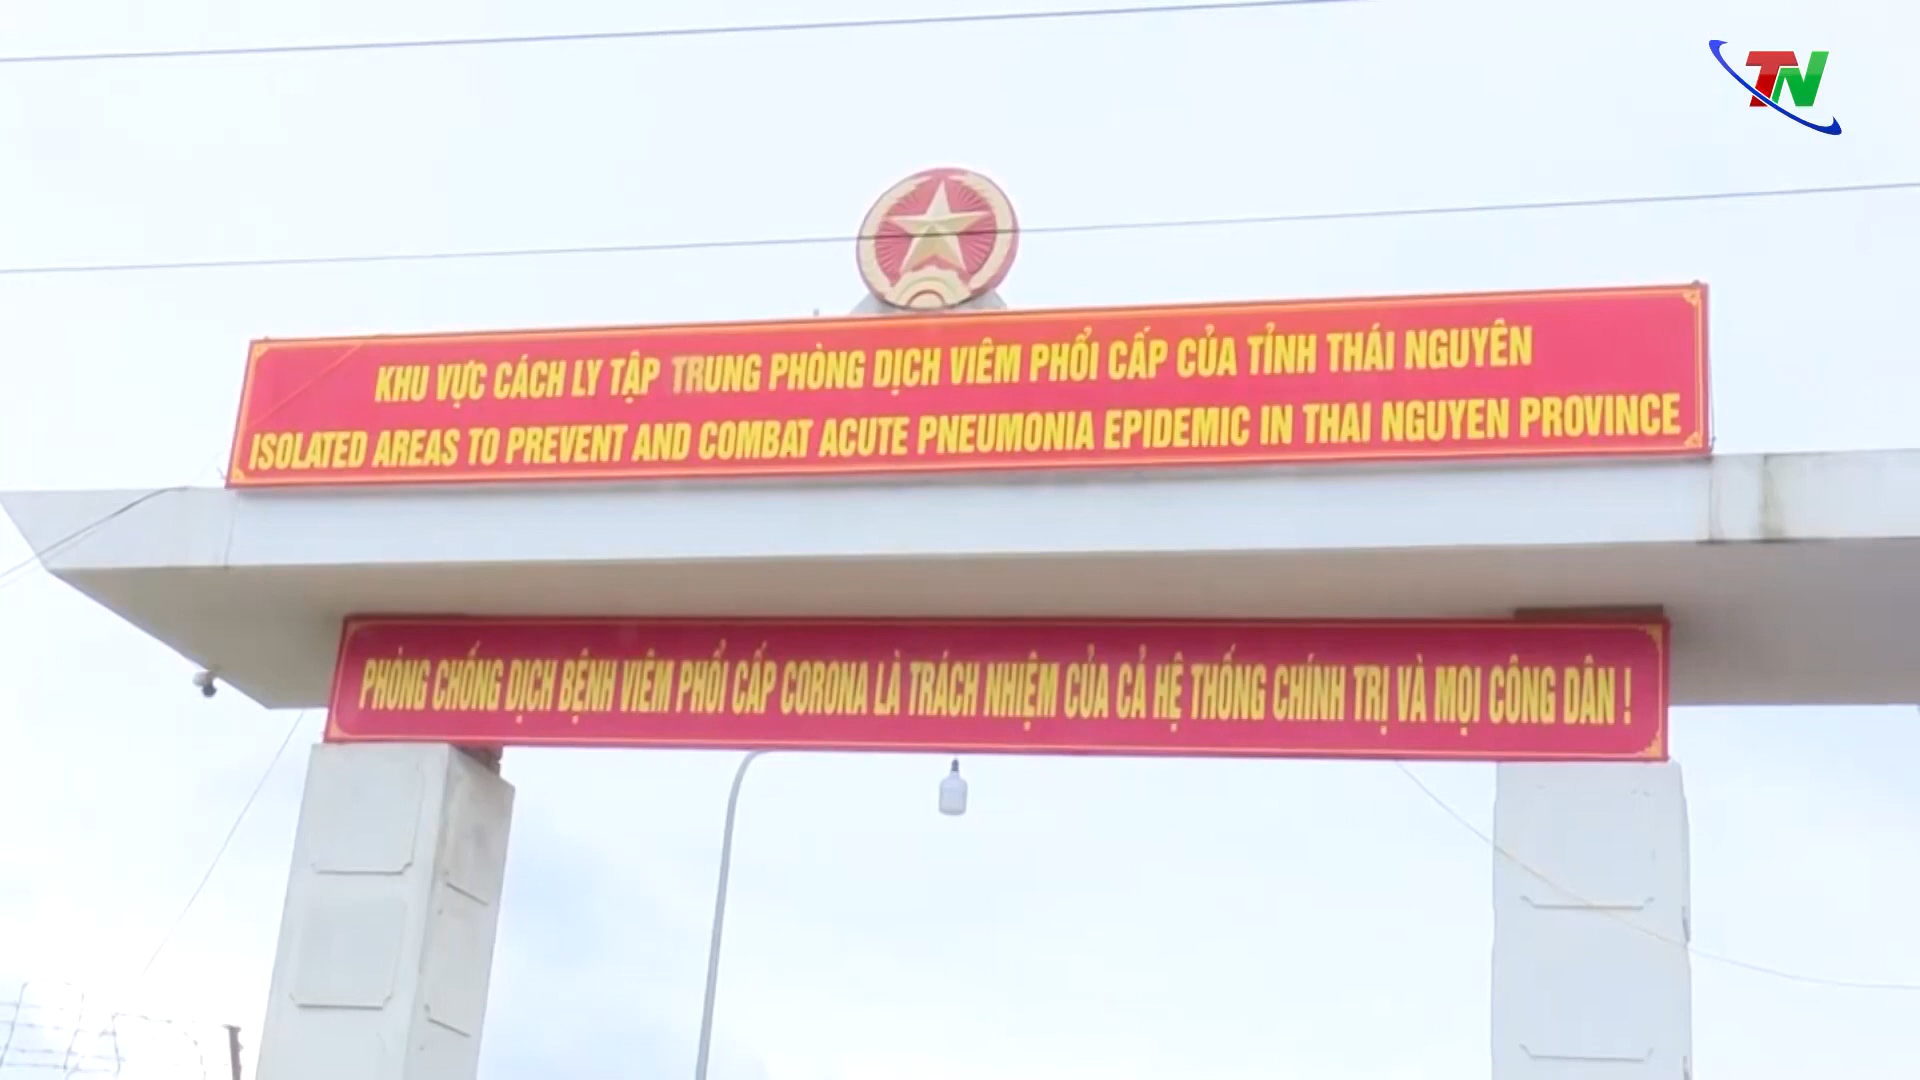 TN
KHU VỰC CÁCH LY TẬP TRUNG PHÒNG DỊCH VIÊM PHỔI CẤP CỦA TỈNH THÁI NGUYÊN
ISOLATED AREAS TO PREVENT AND COMBAT ACUTE PNEUMONIA EPIDEMIC IN THAI NGUYEN PROVINCE
PHÒNG CHỐNG DỊCH BỆNH VIÊM PHỔI CẤP CORONA LÀ TRÁCH NHIỆM CỦA CẢ HỆ THỐNG CHÍNH TRỊ VÀ MỌI CÔNG DÂN !